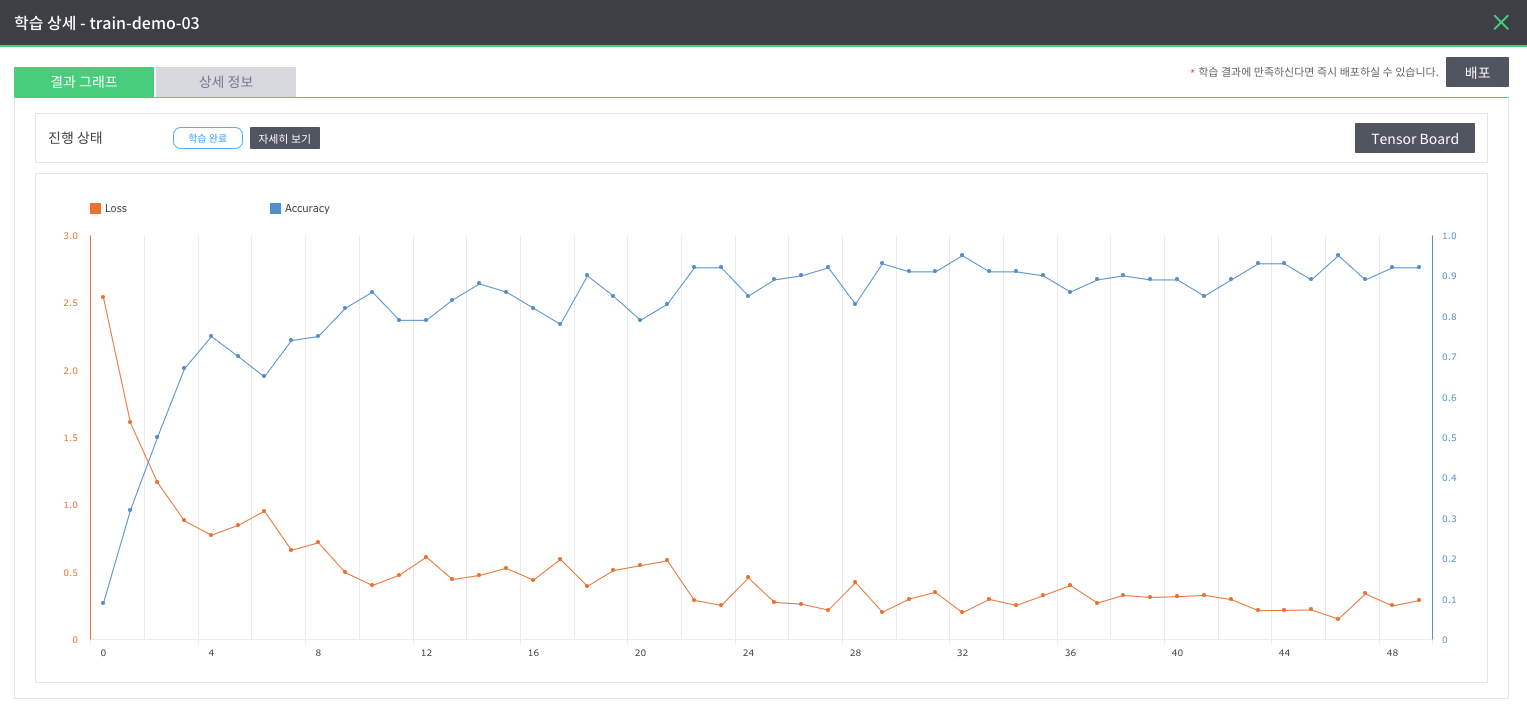 학습 상세 - train-demo-03
결과 그래프
상세 정보
* 학습 결과에 만족하신다면 즉시 배포하실 수 있습니다.
배포
진행 상태
학습 완료
자세히 보기
Tensor Board
Loss
Accuracy
3.0
2.5
2.0
1.5
1.0
0.5
0
1.0
0.9
0.8
0.7
0.6
0.5
0.4
0.3
0.2
0.1
0
0 4 8 12 16 20 24 28 32 36 40 44 48